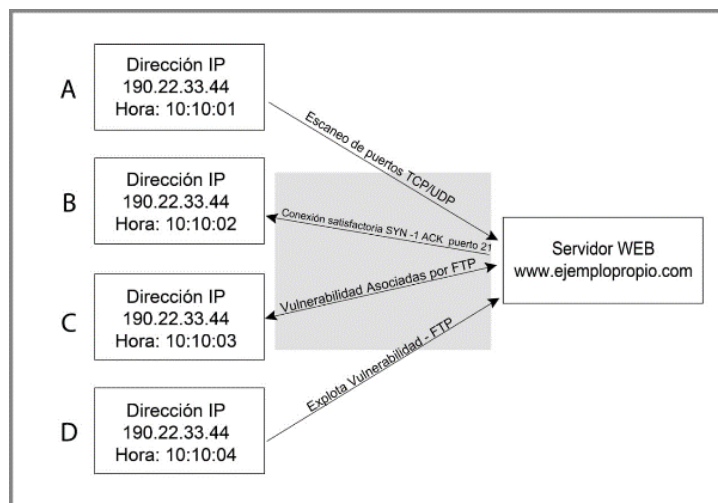 A
Dirección IP
190.22.33.44
Hora: 10:10:01
Escaneo de puertos TCP/UDP
B
Dirección IP
190.22.33.44
Hora: 10:10:02
Conexión satisfactoria SYN -1 ACK puerto 21
Servidor WEB
www.ejemplopropio.com
C
Dirección IP
190.22.33.44
Hora: 10:10:03
Vulnerabilidad Asociadas por FTP
D
Dirección IP
190.22.33.44
Hora: 10:10:04
Explota Vulnerabilidad - FTP